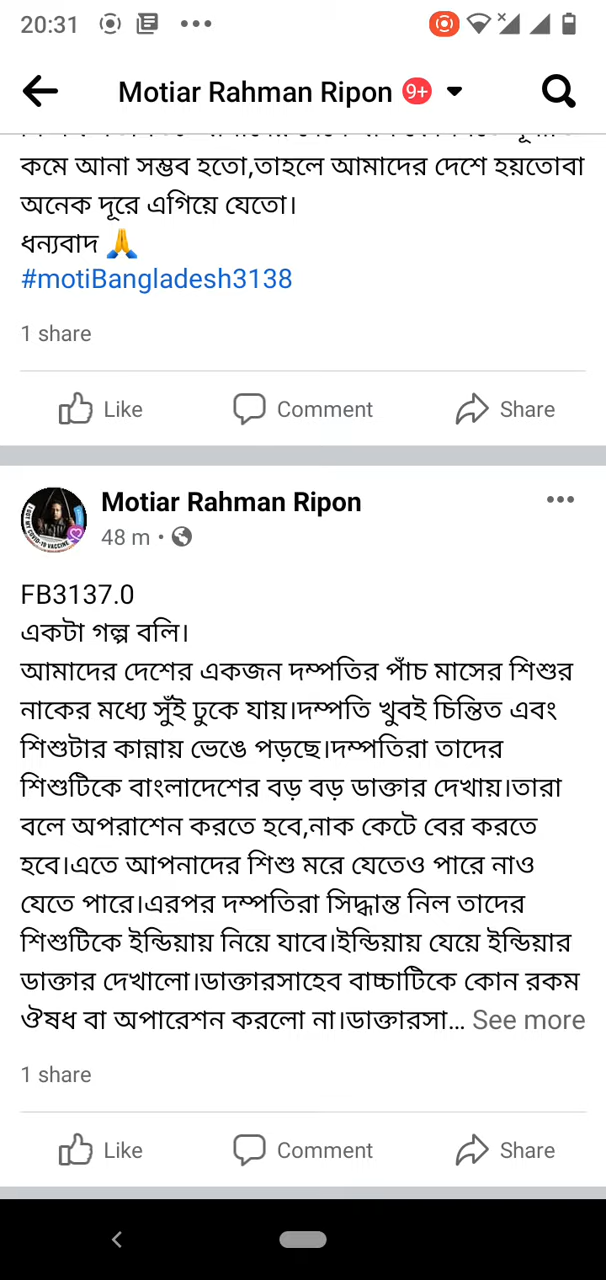 20:31
Motiar Rahman Ripon 9+
কমে আনা সম্ভব হতো,তাহলে আমাদের দেশে হয়তোবা
অনেক দূরে এগিয়ে যেতো।
ধন্যবাদ 🙏
#motiBangladesh3138
1 share
Like Comment Share
Motiar Rahman Ripon
48 m
FB3137.0
একটা গল্প বলি।
আমাদের দেশের একজন দম্পতির পাঁচ মাসের শিশুর
নাকের মধ্যে সুঁই ঢুকে যায়।দম্পতি খুবই চিন্তিত এবং
শিশুটার কান্নায় ভেঙে পড়ছে।দম্পতিরা তাদের
শিশুটিকে বাংলাদেশের বড় বড় ডাক্তার দেখায়।তারা
বলে অপরাশেন করতে হবে,নাক কেটে বের করতে
হবে।এতে আপনাদের শিশু মরে যেতেও পারে নাও
যেতে পারে।এরপর দম্পতিরা সিদ্ধান্ত নিল তাদের
শিশুটিকে ইন্ডিয়ায় নিয়ে যাবে।ইন্ডিয়ায় যেয়ে ইন্ডিয়ার
ডাক্তার দেখালো।ডাক্তারসাহেব বাচ্চাটিকে কোন রকম
ঔষধ বা অপারেশন করলো না।ডাক্তারসা... See more
1 share
Like Comment Share